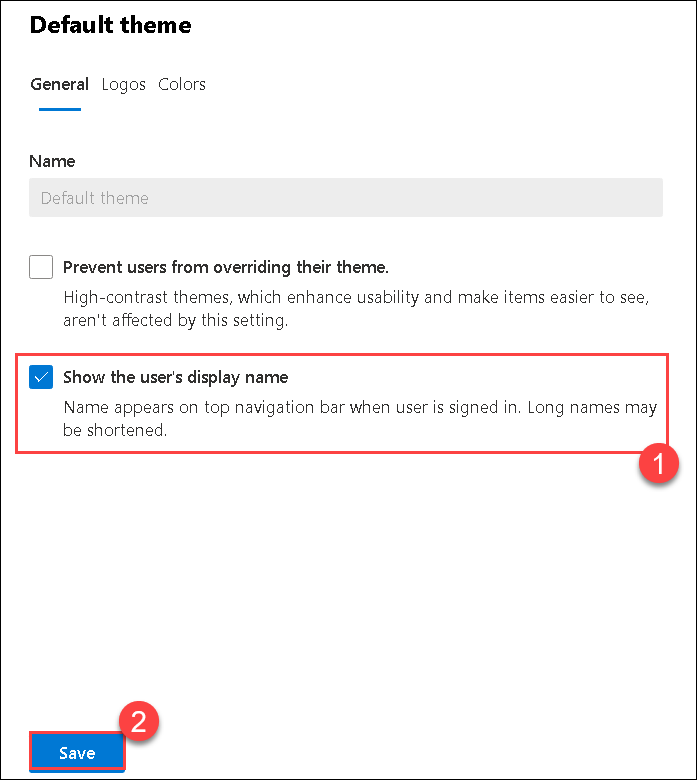 Default theme
General Logos Colors
Name
Default theme
Prevent users from overriding their theme.
High-contrast themes, which enhance usability and make items easier to see,
aren't affected by this setting.
Show the user's display name
Name appears on top navigation bar when user is signed in. Long names may
be shortened.
1
2
Save